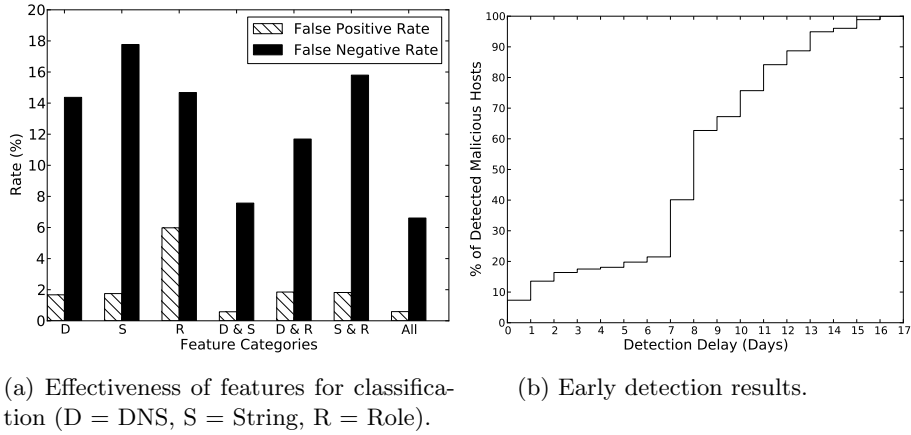 20
18
16
14
12
10
8
6
4
2
0
Rate (%)
False Positive Rate
False Negative Rate
D S R D & S D & R S & R All
Feature Categories
100
90
80
70
60
50
40
30
20
10
0
% of Detected Malicious Hosts
0 1 2 3 4 5 6 7 8 9 10 11 12 13 14 15 16 17
Detection Delay (Days)
(a) Effectiveness of features for classifica-
tion (D = DNS, S = String, R = Role).
(b) Early detection results.